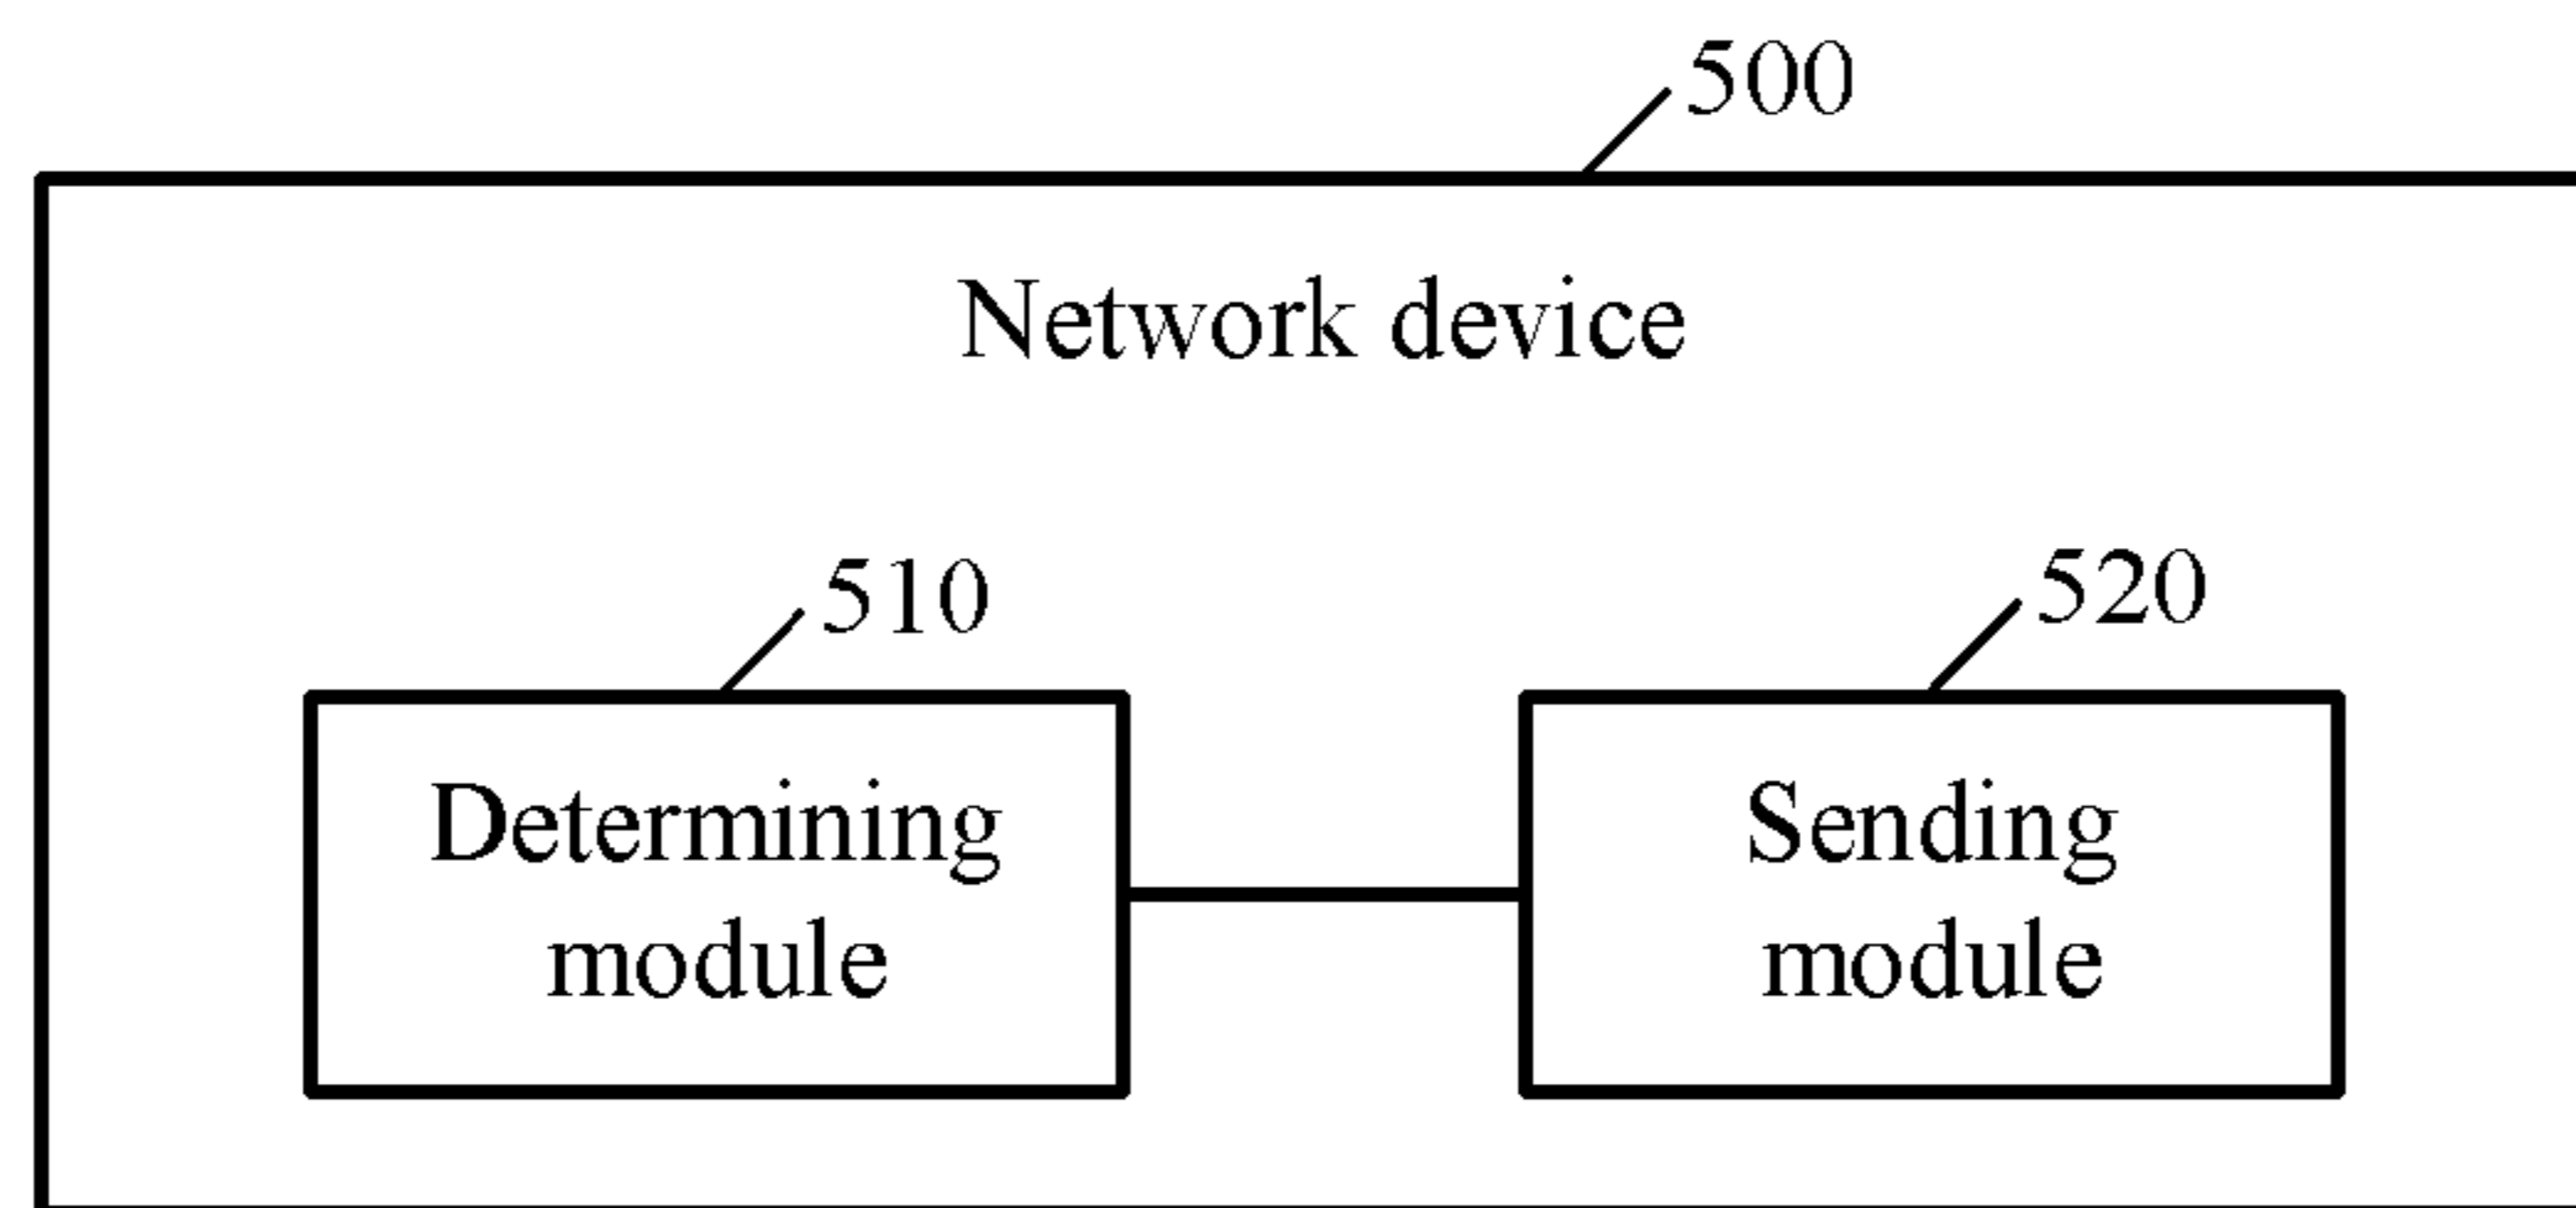 500
Network device
510
520
Determining
module
Sending
module